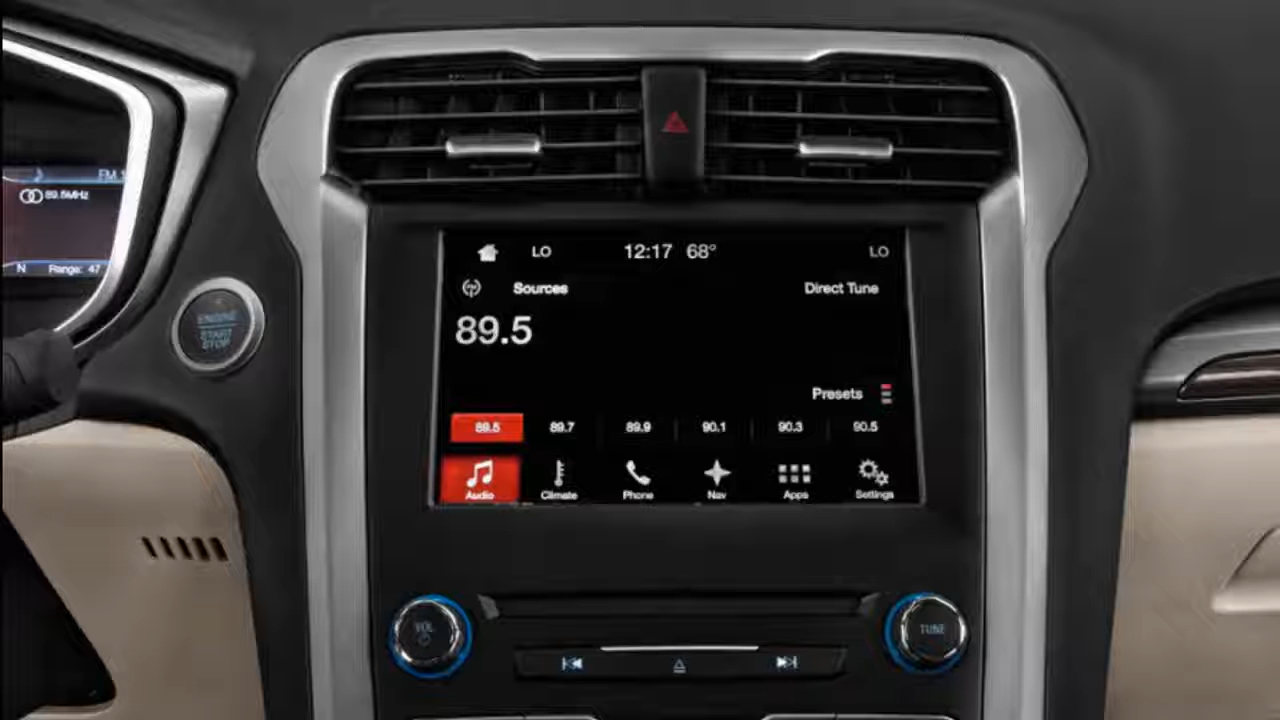 FM 1
89.5MHz
N Range: 47
ENGINE
START
STOP
LO 12:17 68° LO
Sources Direct Tune
89.5
Presets
89.5 89.7 89.9 90.1 90.3 90.5
Audio Climate Phone Nav Apps Settings
VOL
TUNE